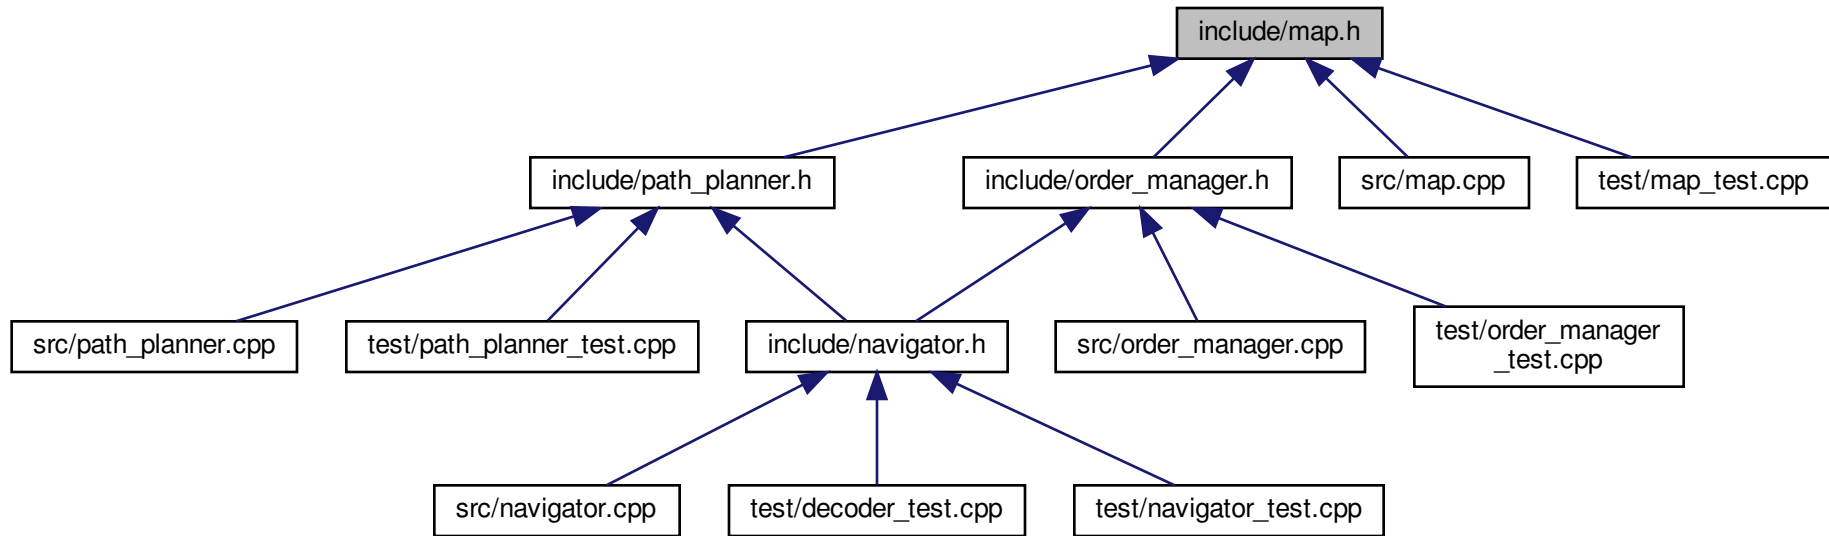 include/map.h
include/path_planner.h
include/order_manager.h
src/map.cpp
test/map_test.cpp
src/path_planner.cpp
test/path_planner_test.cpp
include/navigator.h
src/order_manager.cpp
test/order_manager
_test.cpp
src/navigator.cpp
test/decoder_test.cpp
test/navigator_test.cpp